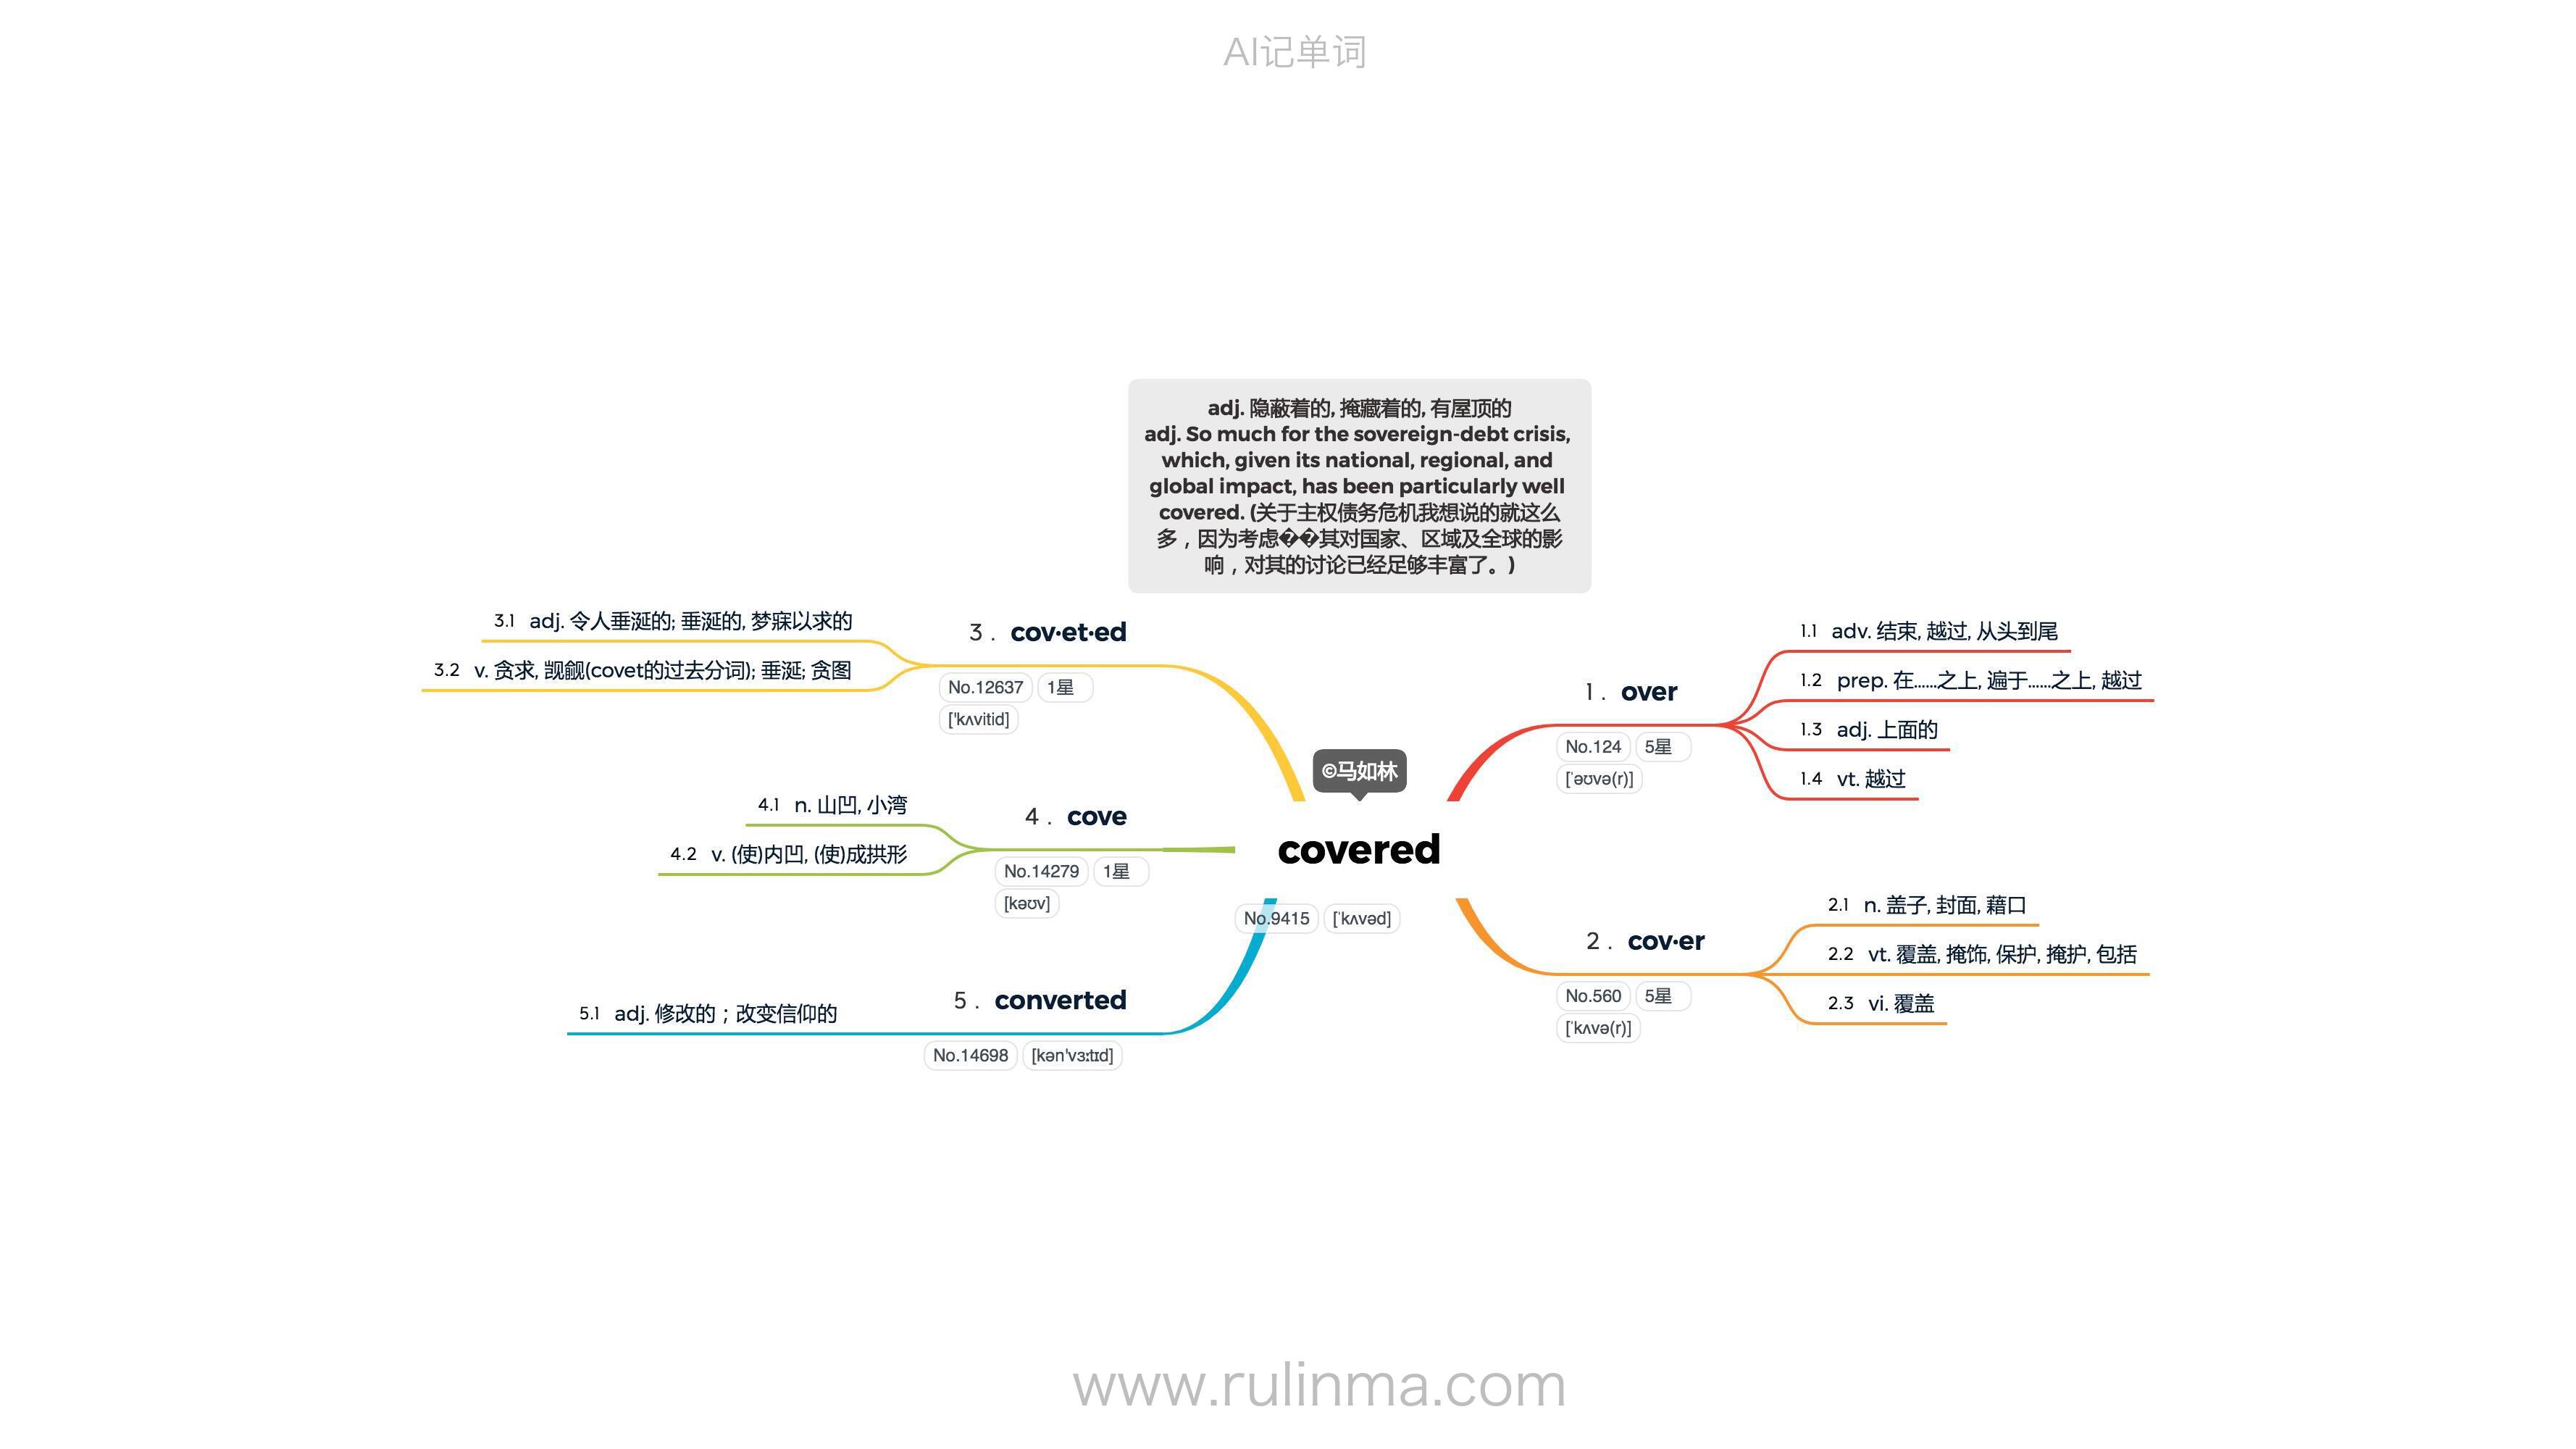 AI记单词
adj. 隐蔽着的, 掩藏着的, 有屋顶的
adj. So much for the sovereign-debt crisis,
which, given its national, regional, and
global impact, has been particularly well
covered. (关于主权债务危机我想说的就这么
多，因为考虑��其对国家、区域及全球的影
响，对其的讨论已经足够丰富了。)
©马如林
covered
No.9415 ['kʌvəd]
1 . over
No.124 5星
['əʊvə(r)]
1.1 adv. 结束, 越过, 从头到尾
1.2 prep. 在……之上, 遍于……之上, 越过
1.3 adj. 上面的
1.4 vt. 越过
2 . cov·er
No.560 5星
['kʌvə(r)]
2.1 n. 盖子, 封面, 藉口
2.2 vt. 覆盖, 掩饰, 保护, 掩护, 包括
2.3 vi. 覆盖
3 . cov·et·ed
No.12637 1星
['kʌvitid]
3.1 adj. 令人垂涎的; 垂涎的, 梦寐以求的
3.2 v. 贪求, 觊觎(covet的过去分词); 垂涎; 贪图
4 . cove
No.14279 1星
[kəʊv]
4.1 n. 山凹, 小湾
4.2 v. (使)内凹, (使)成拱形
5 . converted
No.14698 [kən'vɜːtɪd]
5.1 adj. 修改的；改变信仰的
www.rulinma.com